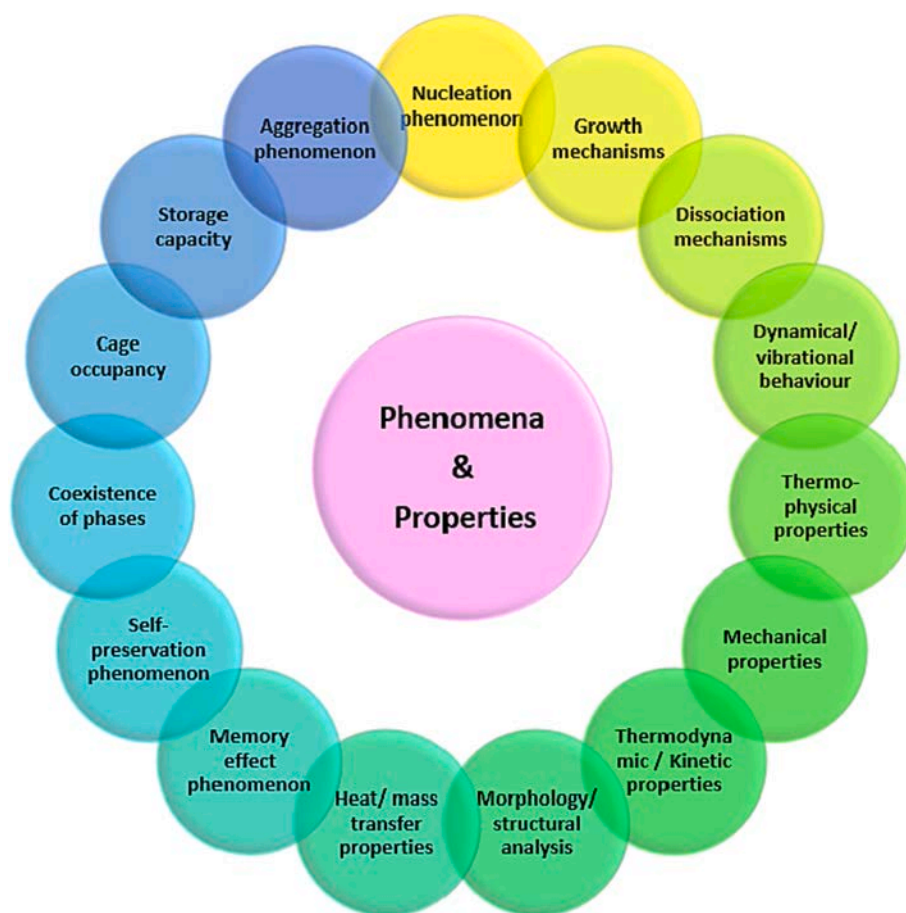 Nucleation
phenomenon
Growth
mechanisms
Dissociation
mechanisms
Dynamical/
vibrational
behaviour
Thermo-
physical
properties
Mechanical
properties
Thermodyna
mic / Kinetic
properties
Morphology/
structural
analysis
Heat/ mass
transfer
properties
Memory
effect
phenomenon
Self-
preservation
phenomenon
Coexistence
of phases
Cage
occupancy
Storage
capacity
Aggregation
phenomenon
Phenomena
&
Properties